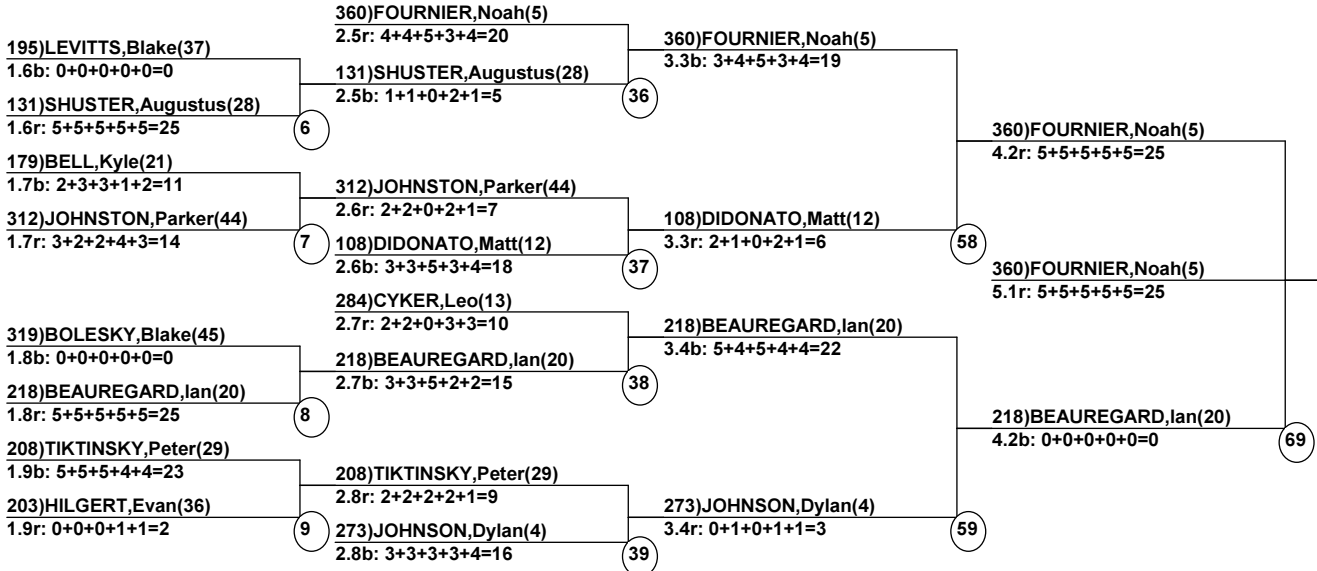 195)LEVITTS,Blake(37)
1.6b: 0+0+0+0+0=0
131)SHUSTER,Augustus(28)
1.6r: 5+5+5+5+5=25
6
179)BELL,Kyle(21)
1.7b: 2+3+3+1+2=11
312)JOHNSTON,Parker(44)
1.7r: 3+2+2+4+3=14
7
319)BOLESKY,Blake(45)
1.8b: 0+0+0+0+0=0
218)BEAUREGARD,Ian(20)
1.8r: 5+5+5+5+5=25
8
208)TIKTINSKY,Peter(29)
1.9b: 5+5+5+4+4=23
203)HILGERT,Evan(36)
1.9r: 0+0+0+1+1=2
9
360)FOURNIER,Noah(5)
2.5r: 4+4+5+3+4=20
131)SHUSTER,Augustus(28)
2.5b: 1+1+0+2+1=5
36
312)JOHNSTON,Parker(44)
2.6r: 2+2+0+2+1=7
108)DIDONATO,Matt(12)
2.6b: 3+3+5+3+4=18
37
284)CYKER,Leo(13)
2.7r: 2+2+0+3+3=10
218)BEAUREGARD,Ian(20)
2.7b: 3+3+5+2+2=15
38
208)TIKTINSKY,Peter(29)
2.8r: 2+2+2+2+1=9
273)JOHNSON,Dylan(4)
2.8b: 3+3+3+3+4=16
39
360)FOURNIER,Noah(5)
3.3b: 3+4+5+3+4=19
108)DIDONATO,Matt(12)
3.3r: 2+1+0+2+1=6
58
218)BEAUREGARD,Ian(20)
3.4b: 5+4+5+4+4=22
273)JOHNSON,Dylan(4)
3.4r: 0+1+0+1+1=3
59
360)FOURNIER,Noah(5)
4.2r: 5+5+5+5+5=25
360)FOURNIER,Noah(5)
5.1r: 5+5+5+5+5=25
218)BEAUREGARD,Ian(20)
4.2b: 0+0+0+0+0=0
69